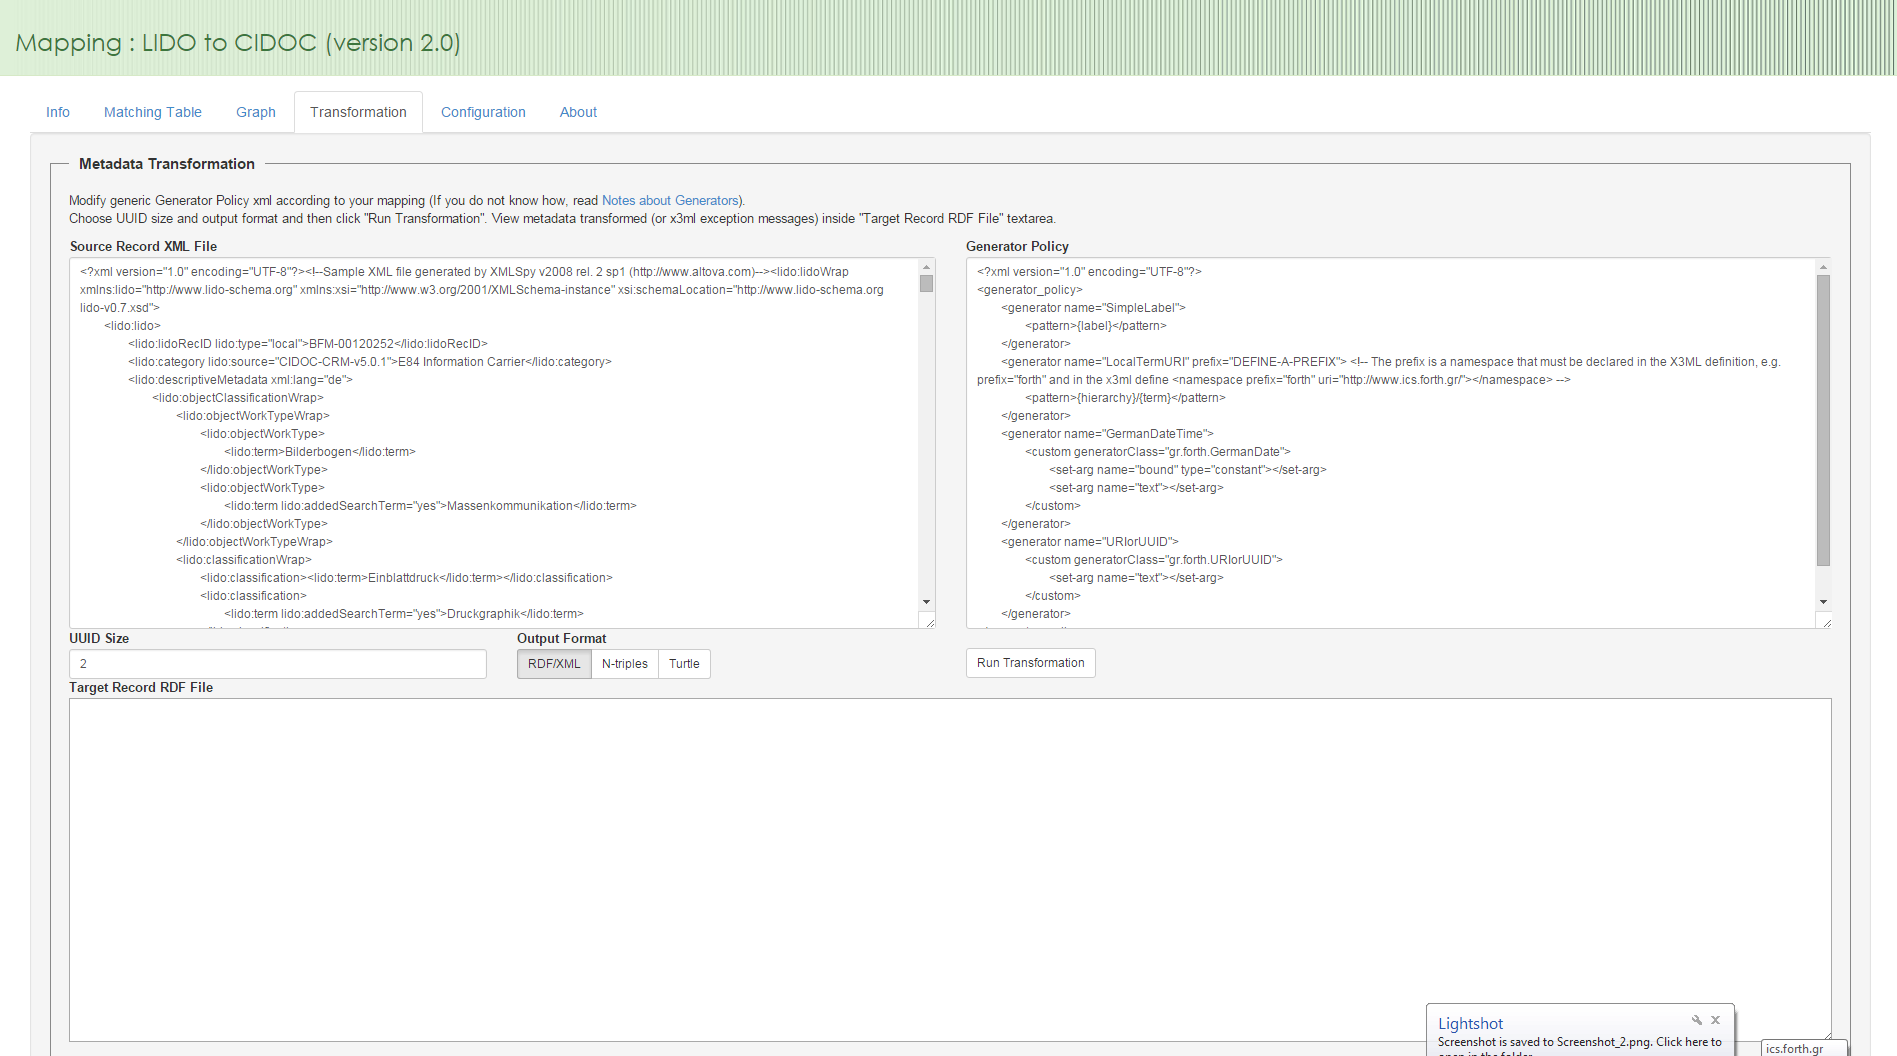 Mapping : LIDO to CIDOC (version 2.0)
Info Matching Table Graph Transformation Configuration About
Metadata Transformation
Modify generic Generator Policy xml according to your mapping (If you do not know how, read Notes about Generators).
Choose UUID size and output format and then click "Run Transformation". View metadata transformed (or x3ml exception messages) inside "Target Record RDF File" textarea.
Source Record XML File
<?xml version="1.0" encoding="UTF-8"?><!--Sample XML file generated by XMLSpy v2008 rel. 2 sp1 (http://www.altova.com)--><lido:lidoWrap
xmlns:lido="http://www.lido-schema.org" xmlns:xsi="http://www.w3.org/2001/XMLSchema-instance" xsi:schemaLocation="http://www.lido-schema.org
lido-v0.7.xsd">
<lido:lido>
<lido:lidoRecID lido:type="local">BFM-00120252</lido:lidoRecID>
<lido:category lido:source="CIDOC-CRM-v5.0.1">E84 Information Carrier</lido:category>
<lido:descriptiveMetadata xml:lang="de">
<lido:objectClassificationWrap>
<lido:objectWorkTypeWrap>
<lido:objectWorkType>
<lido:term>Bilderbogen</lido:term>
</lido:objectWorkType>
<lido:objectWorkType>
<lido:term lido:addedSearchTerm="yes">Massenkommunikation</lido:term>
</lido:objectWorkType>
</lido:objectWorkTypeWrap>
<lido:classificationWrap>
<lido:classification><lido:term>Einblattdruck</lido:term></lido:classification>
<lido:classification>
<lido:term lido:addedSearchTerm="yes">Druckgraphik</lido:term>
Generator Policy
<?xml version="1.0" encoding="UTF-8"?>
<generator_policy>
<generator name="SimpleLabel">
<pattern>{label}</pattern>
</generator>
<generator name="LocalTermURI" prefix="DEFINE-A-PREFIX"> <!-- The prefix is a namespace that must be declared in the X3ML definition, e.g.
prefix="forth" and in the x3ml define <namespace prefix="forth" uri="http://www.ics.forth.gr/"></namespace> -->
<pattern>{hierarchy}/{term}</pattern>
</generator>
<generator name="GermanDateTime">
<custom generatorClass="gr.forth.GermanDate">
<set-arg name="bound" type="constant"></set-arg>
<set-arg name="text"></set-arg>
</custom>
</generator>
<generator name="URIorUUID">
<custom generatorClass="gr.forth.URIorUUID">
<set-arg name="text"></set-arg>
</custom>
</generator>
UUID Size
2
Output Format
RDF/XML N-triples Turtle
Run Transformation
Target Record RDF File
Lightshot
Screenshot is saved to Screenshot_2.png. Click here to
ics.forth.gr